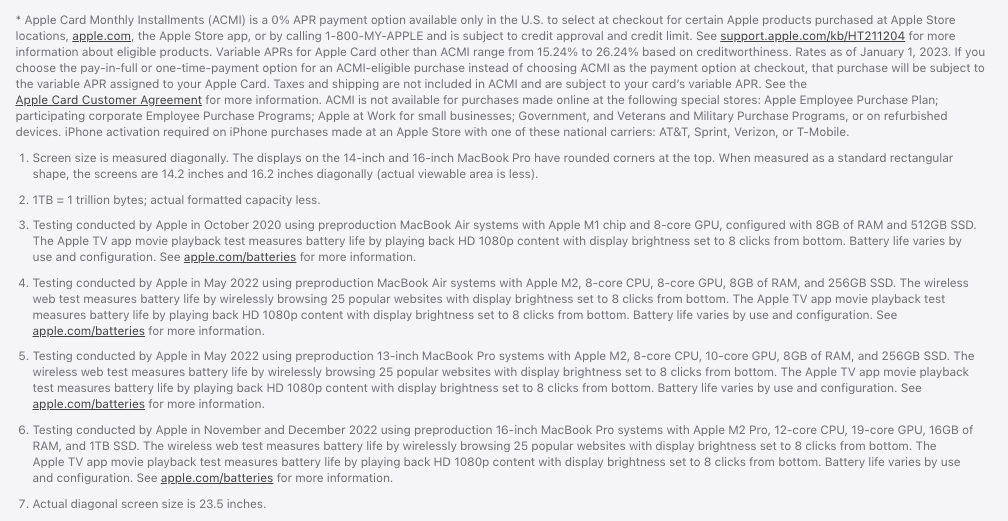 * Apple Card Monthly Installments (ACMI) is a 0% APR payment option available only in the U.S. to select at checkout for certain Apple products purchased at Apple Store
locations, apple.com, the Apple Store app, or by calling 1-800-MY-APPLE and is subject to credit approval and credit limit. See support.apple.com/kb/HT211204 for more
information about eligible products. Variable APRs for Apple Card other than ACMI range from 15.24% to 26.24% based on creditworthiness. Rates as of January 1, 2023. If you
choose the pay-in-full or one-time-payment option for an ACMI-eligible purchase instead of choosing ACMI as the payment option at checkout, that purchase will be subject to
the variable APR assigned to your Apple Card. Taxes and shipping are not included in ACMI and are subject to your card's variable APR. See the
Apple Card Customer Agreement for more information. ACMI is not available for purchases made online at the following special stores: Apple Employee Purchase Plan;
participating corporate Employee Purchase Programs; Apple at Work for small businesses; Government, and Veterans and Military Purchase Programs, or on refurbished
devices. iPhone activation required on iPhone purchases made at an Apple Store with one of these national carriers: AT&T, Sprint, Verizon, or T-Mobile.
1. Screen size is measured diagonally. The displays on the 14-inch and 16-inch MacBook Pro have rounded corners at the top. When measured as a standard rectangular
shape, the screens are 14.2 inches and 16.2 inches diagonally (actual viewable area is less).
2. 1TB = 1 trillion bytes; actual formatted capacity less.
3. Testing conducted by Apple in October 2020 using preproduction MacBook Air systems with Apple M1 chip and 8-core GPU, configured with 8GB of RAM and 512GB SSD.
The Apple TV app movie playback test measures battery life by playing back HD 1080p content with display brightness set to 8 clicks from bottom. Battery life varies by
use and configuration. See apple.com/batteries for more information.
4. Testing conducted by Apple in May 2022 using preproduction MacBook Air systems with Apple M2, 8-core CPU, 8-core GPU, 8GB of RAM, and 256GB SSD. The wireless
web test measures battery life by wirelessly browsing 25 popular websites with display brightness set to 8 clicks from bottom. The Apple TV app movie playback test
measures battery life by playing back HD 1080p content with display brightness set to 8 clicks from bottom. Battery life varies by use and configuration. See
apple.com/batteries for more information.
5. Testing conducted by Apple in May 2022 using preproduction 13-inch MacBook Pro systems with Apple M2, 8-core CPU, 10-core GPU, 8GB of RAM, and 256GB SSD. The
wireless web test measures battery life by wirelessly browsing 25 popular websites with display brightness set to 8 clicks from bottom. The Apple TV app movie playback
test measures battery life by playing back HD 1080p content with display brightness set to 8 clicks from bottom. Battery life varies by use and configuration. See
apple.com/batteries for more information.
6. Testing conducted by Apple in November and December 2022 using preproduction 16-inch MacBook Pro systems with Apple M2 Pro, 12-core CPU, 19-core GPU, 16GB of
RAM, and 1TB SSD. The wireless web test measures battery life by wirelessly browsing 25 popular websites with display brightness set to 8 clicks from bottom. The
Apple TV app movie playback test measures battery life by playing back HD 1080p content with display brightness set to 8 clicks from bottom. Battery life varies by use
and configuration. See apple.com/batteries for more information.
7. Actual diagonal screen size is 23.5 inches.